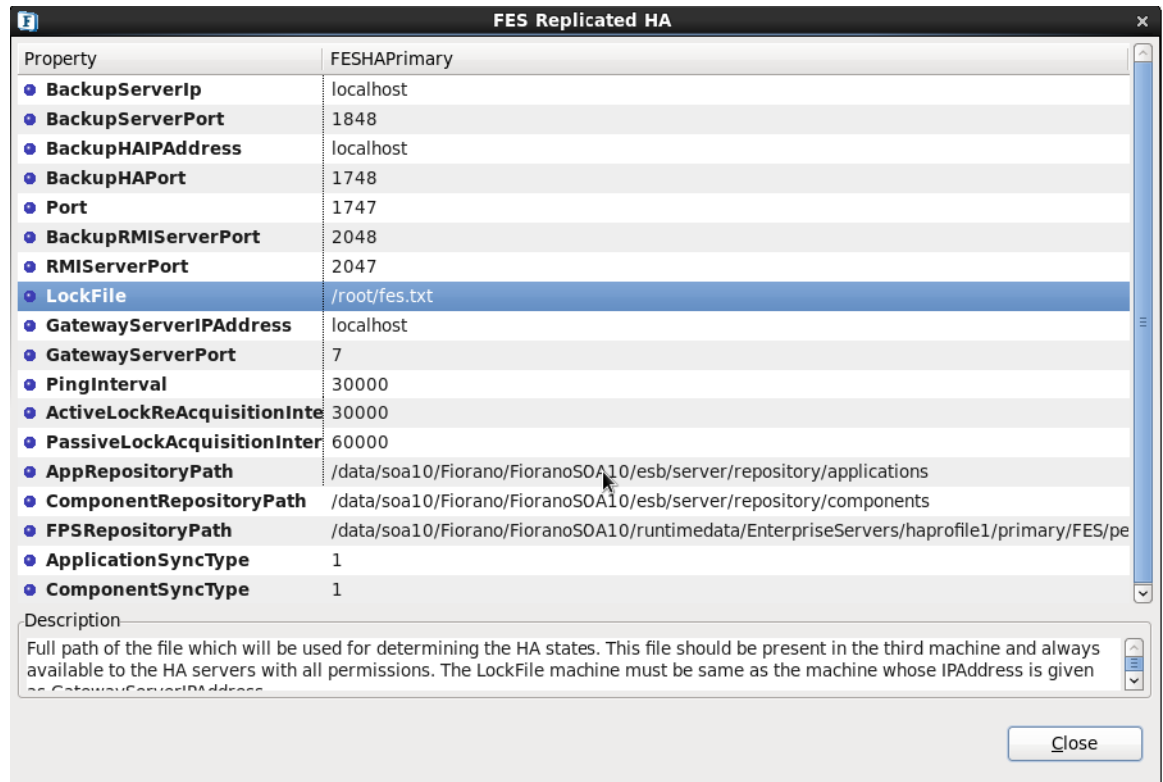 FES Replicated HA
Property FESHAPrimary
BackupServerIp localhost
BackupServerPort 1848
BackupHAIPAddress localhost
BackupHAPort 1748
Port 1747
BackupRMIServerPort 2048
RMIServerPort 2047
LockFile /root/fes.txt
GatewayServerIPAddress localhost
GatewayServerPort 7
PingInterval 30000
ActiveLockReAcquisitionInte 30000
PassiveLockAcquisitionInter 60000
AppRepositoryPath /data/soa10/Fiorano/FioranoSOA10/esb/server/repository/applications
ComponentRepositoryPath /data/soa10/Fiorano/FioranoSOA10/esb/server/repository/components
FPSRepositoryPath /data/soa10/Fiorano/FioranoSOA10/runtimedata/EnterpriseServers/haprofile1/primary/FES/pe
ApplicationSyncType 1
ComponentSyncType 1
Description
Full path of the file which will be used for determining the HA states. This file should be present in the third machine and always
available to the HA servers with all permissions. The LockFile machine must be same as the machine whose IPAddress is given
as GatewayServerIPAddress
Close